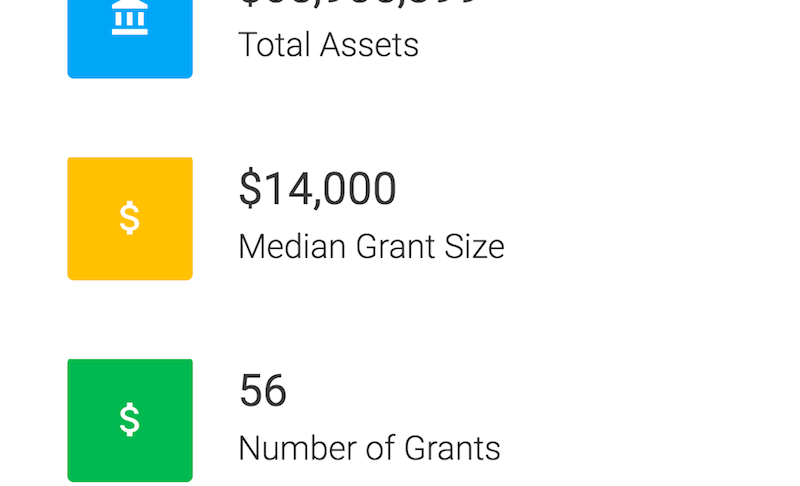 Total Assets
$
$14,000
Median Grant Size
$
56
Number of Grants